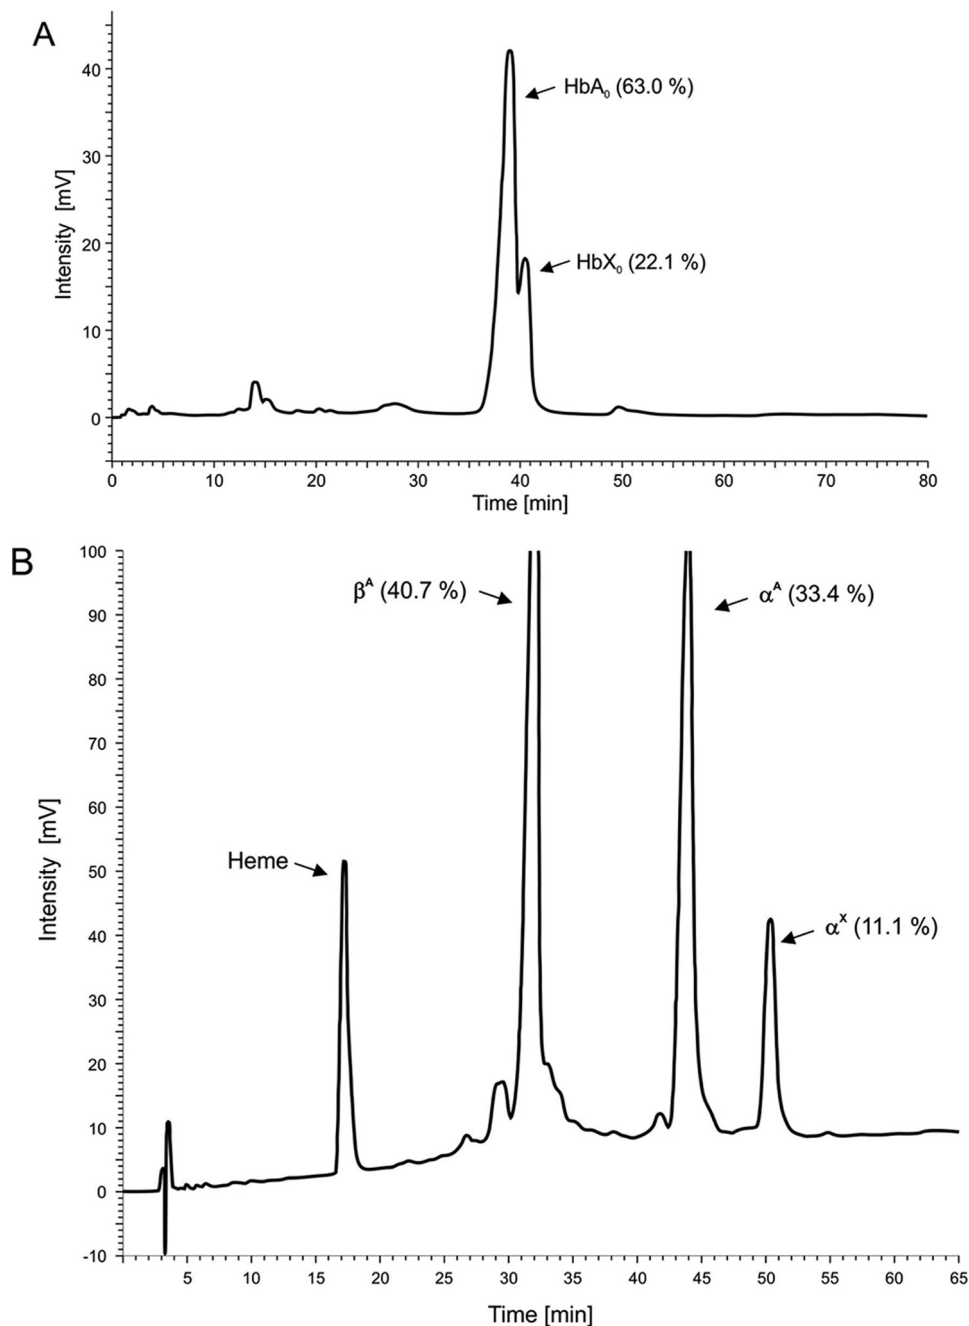 A
Intensity [mV]
40
30
20
10
0
HbA₀ (63.0 %)
HbX₀ (22.1 %)
0 10 20 30 40 50 60 70 80
Time [min]
B
Intensity [mV]
100
90
80
70
60
50
40
30
20
10
0
-10
βᴬ (40.7 %)
αᴬ (33.4 %)
Heme
αˣ (11.1 %)
5 10 15 20 25 30 35 40 45 50 55 60 65
Time [min]